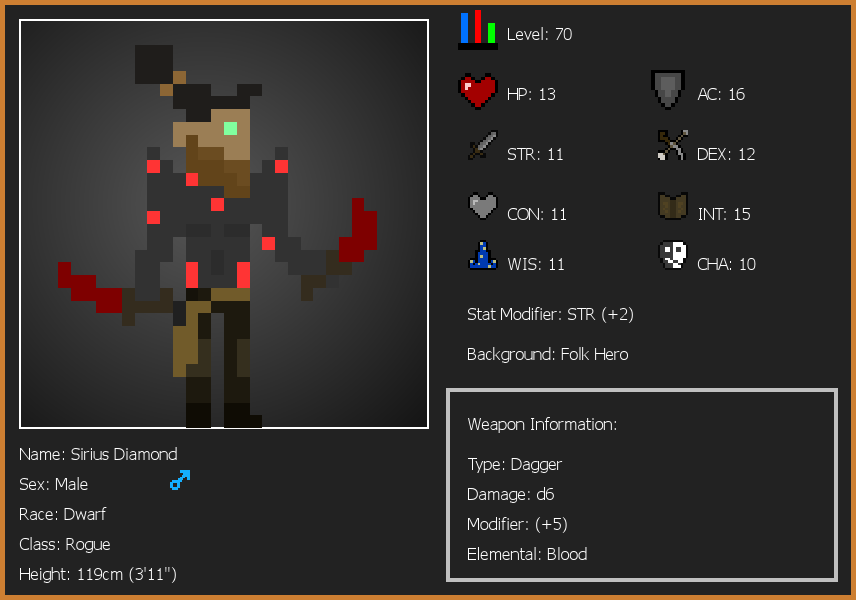 Level: 70
HP: 13
AC: 16
STR: 11
DEX: 12
CON: 11
INT: 15
WIS: 11
CHA: 10
Stat Modifier: STR (+2)
Background: Folk Hero
Weapon Information:
Type: Dagger
Damage: d6
Modifier: (+5)
Elemental: Blood
Name: Sirius Diamond
Sex: Male
Race: Dwarf
Class: Rogue
Height: 119cm (3'11")